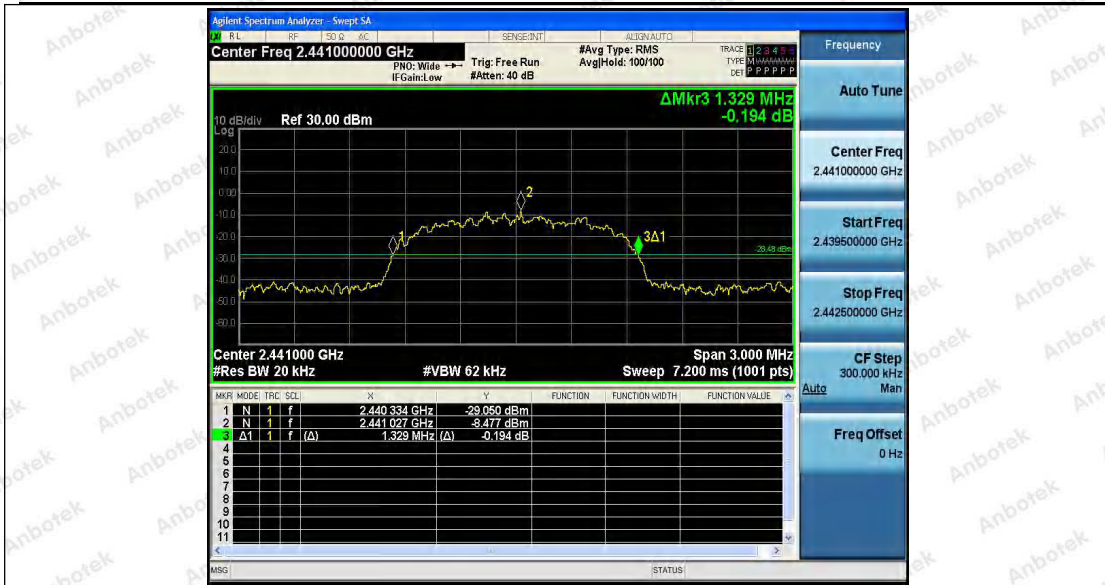 Agilent Spectrum Analyzer - Swept SA
RL RF 50 Ω AC SENSE:INT ALIGNAUTO
Center Freq 2.441000000 GHz
PNO: Wide
IFGain:Low
Trig: Free Run
#Atten: 40 dB
#Avg Type: RMS
Avg|Hold: 100/100
TRACE 1 2 3 4 5 6
TYPE M
DET P P P P P P
ΔMkr3 1.329 MHz
-0.194 dB
10 dB/div Ref 30.00 dBm
Log
20.0
10.0
0.00
-10.0
-20.0
-30.0
-40.0
-50.0
-60.0
1
2
3Δ1
-28.48 dBm
Center 2.441000 GHz Span 3.000 MHz
#Res BW 20 kHz #VBW 62 kHz Sweep 7.200 ms (1001 pts)
MKR MODE TRC SCL X Y FUNCTION FUNCTION WIDTH FUNCTION VALUE
1 N 1 f 2.440 334 GHz -29.050 dBm
2 N 1 f 2.441 027 GHz -8.477 dBm
3 Δ1 1 f (Δ) 1.329 MHz (Δ) -0.194 dB
4
5
6
7
8
9
10
11
MSG STATUS
Frequency
Auto Tune
Center Freq
2.441000000 GHz
Start Freq
2.439500000 GHz
Stop Freq
2.442500000 GHz
CF Step
300.000 kHz
Auto Man
Freq Offset
0 Hz
Anbotek